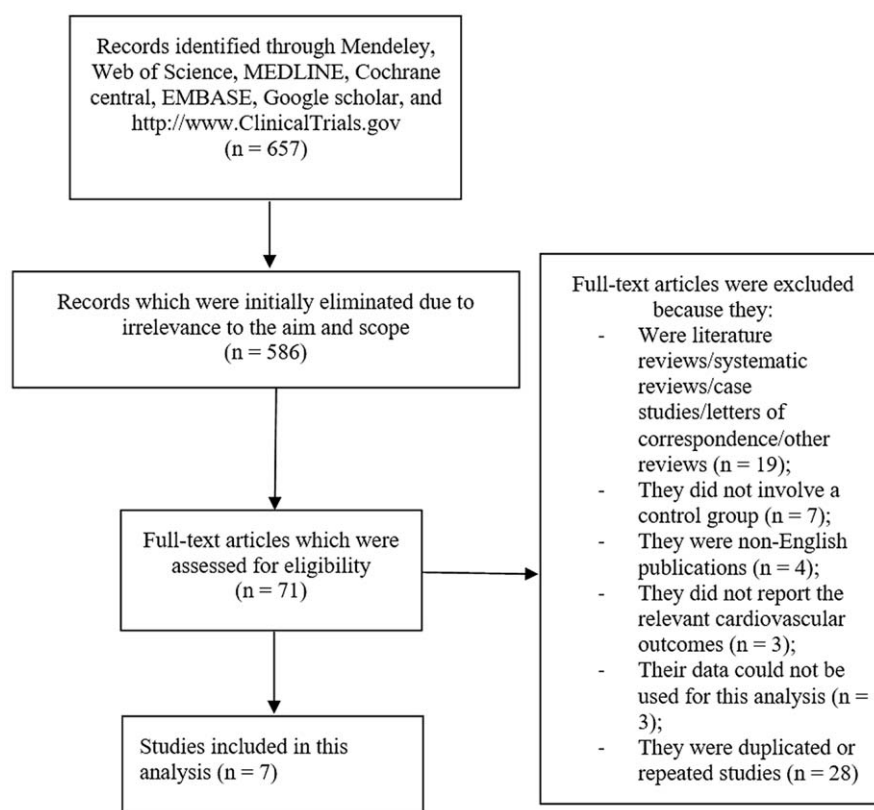 Records identified through Mendeley,
Web of Science, MEDLINE, Cochrane
central, EMBASE, Google scholar, and
http://www.ClinicalTrials.gov
(n = 657)
Records which were initially eliminated due to
irrelevance to the aim and scope
(n = 586)
Full-text articles which were
assessed for eligibility
(n = 71)
Studies included in this
analysis (n = 7)
Full-text articles were excluded
because they:
- Were literature
reviews/systematic
reviews/case
studies/letters of
correspondence/other
reviews (n = 19);
- They did not involve a
control group (n = 7);
- They were non-English
publications (n = 4);
- They did not report the
relevant cardiovascular
outcomes (n = 3);
- Their data could not be
used for this analysis (n =
3);
- They were duplicated or
repeated studies (n = 28)